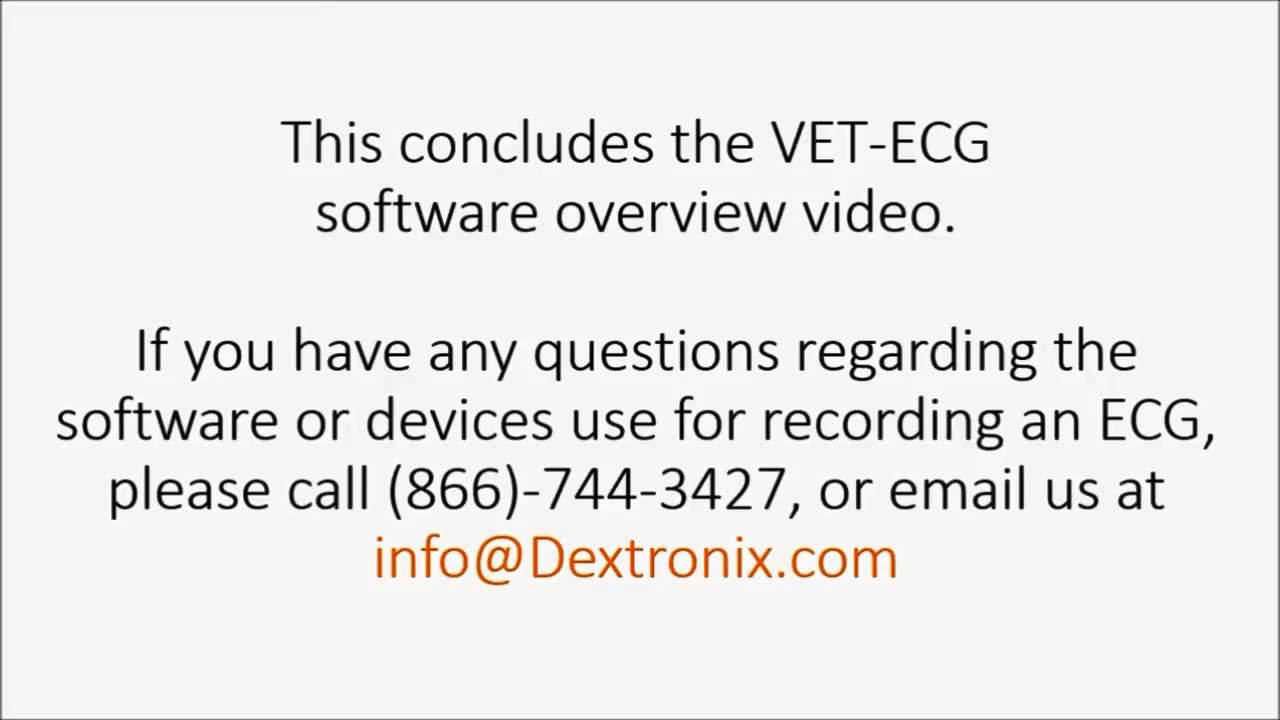 This concludes the VET-ECG
software overview video.
If you have any questions regarding the
software or devices use for recording an ECG,
please call (866)-744-3427, or email us at
info@Dextronix.com